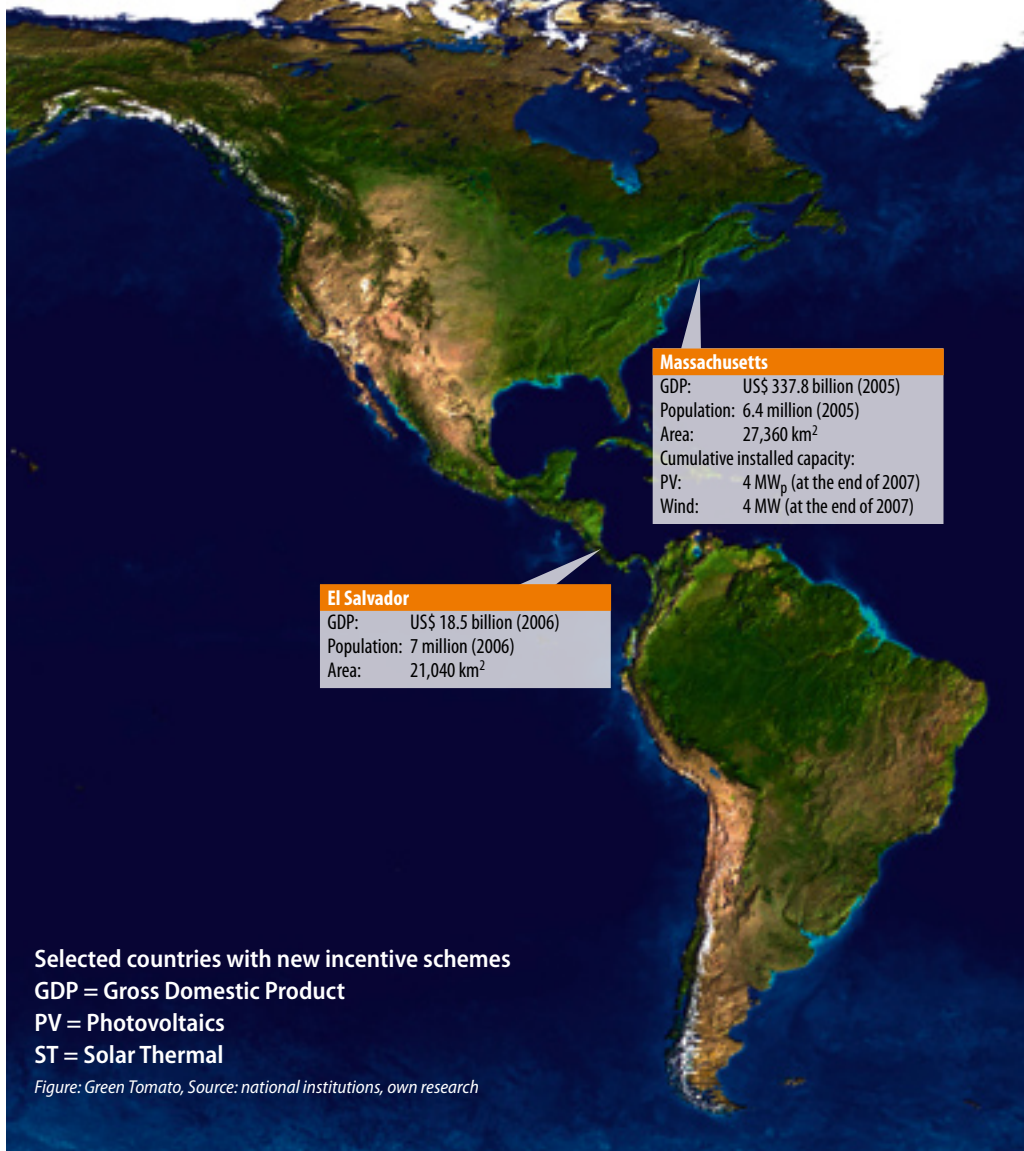 Massachusetts
GDP: US$ 337.8 billion (2005)
Population: 6.4 million (2005)
Area: 27,360 km²
Cumulative installed capacity:
PV: 4 MWₚ (at the end of 2007)
Wind: 4 MW (at the end of 2007)
El Salvador
GDP: US$ 18.5 billion (2006)
Population: 7 million (2006)
Area: 21,040 km²
Selected countries with new incentive schemes
GDP = Gross Domestic Product
PV = Photovoltaics
ST = Solar Thermal
Figure: Green Tomato, Source: national institutions, own research